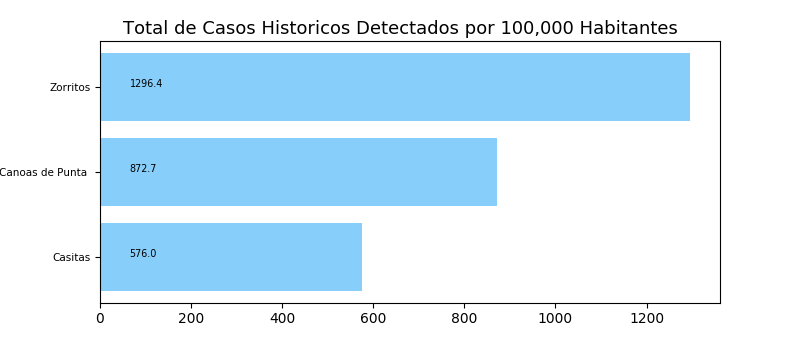 Total de Casos Historicos Detectados por 100,000 Habitantes
Zorritos
1296.4
Canoas de Punta
872.7
Casitas
576.0
0 200 400 600 800 1000 1200